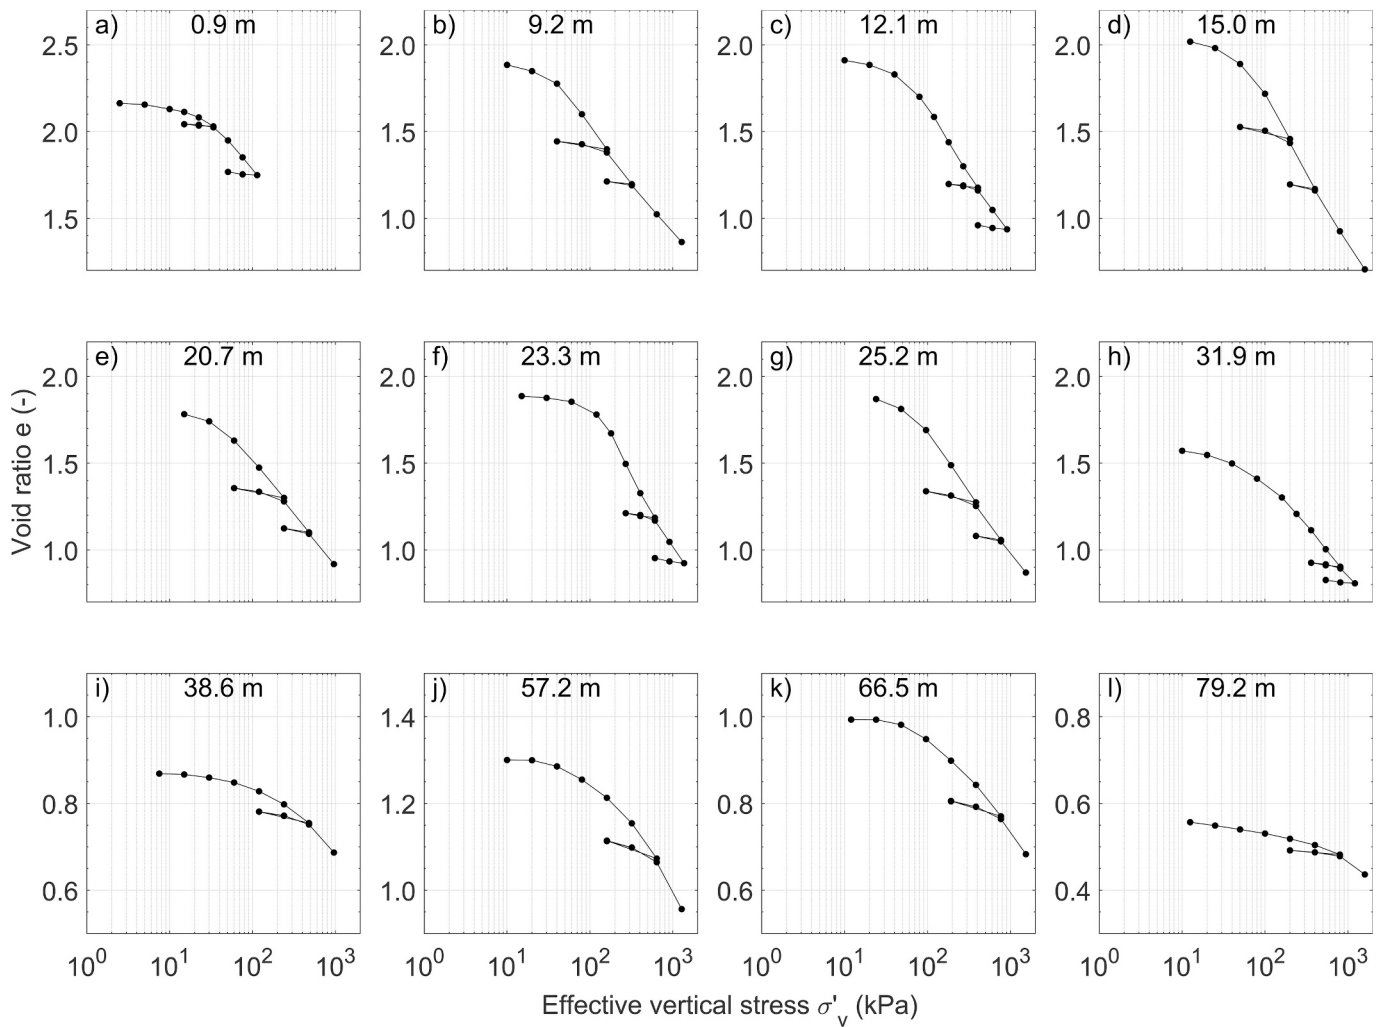 a) 0.9 m
b) 9.2 m
c) 12.1 m
d) 15.0 m
2.5
2.0
1.5
2.0
1.5
1.0
2.0
1.5
1.0
2.0
1.5
1.0
e) 20.7 m
f) 23.3 m
g) 25.2 m
h) 31.9 m
2.0
1.5
1.0
2.0
1.5
1.0
2.0
1.5
1.0
2.0
1.5
1.0
Void ratio e (-)
i) 38.6 m
j) 57.2 m
k) 66.5 m
l) 79.2 m
1.0
0.8
0.6
1.4
1.2
1.0
1.0
0.8
0.6
0.8
0.6
0.4
10⁰ 10¹ 10² 10³
10⁰ 10¹ 10² 10³
10⁰ 10¹ 10² 10³
10⁰ 10¹ 10² 10³
Effective vertical stress σ'ᵥ (kPa)